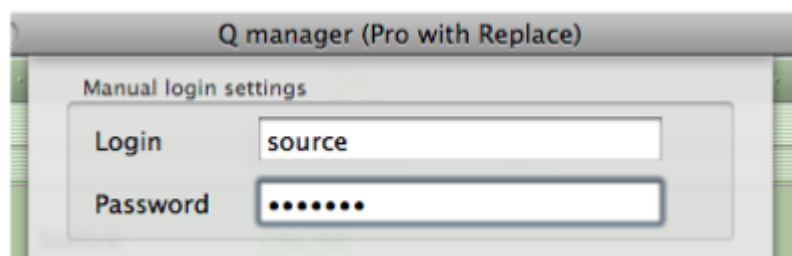 Q manager (Pro with Replace)
Manual login settings
Login source
Password •••••••